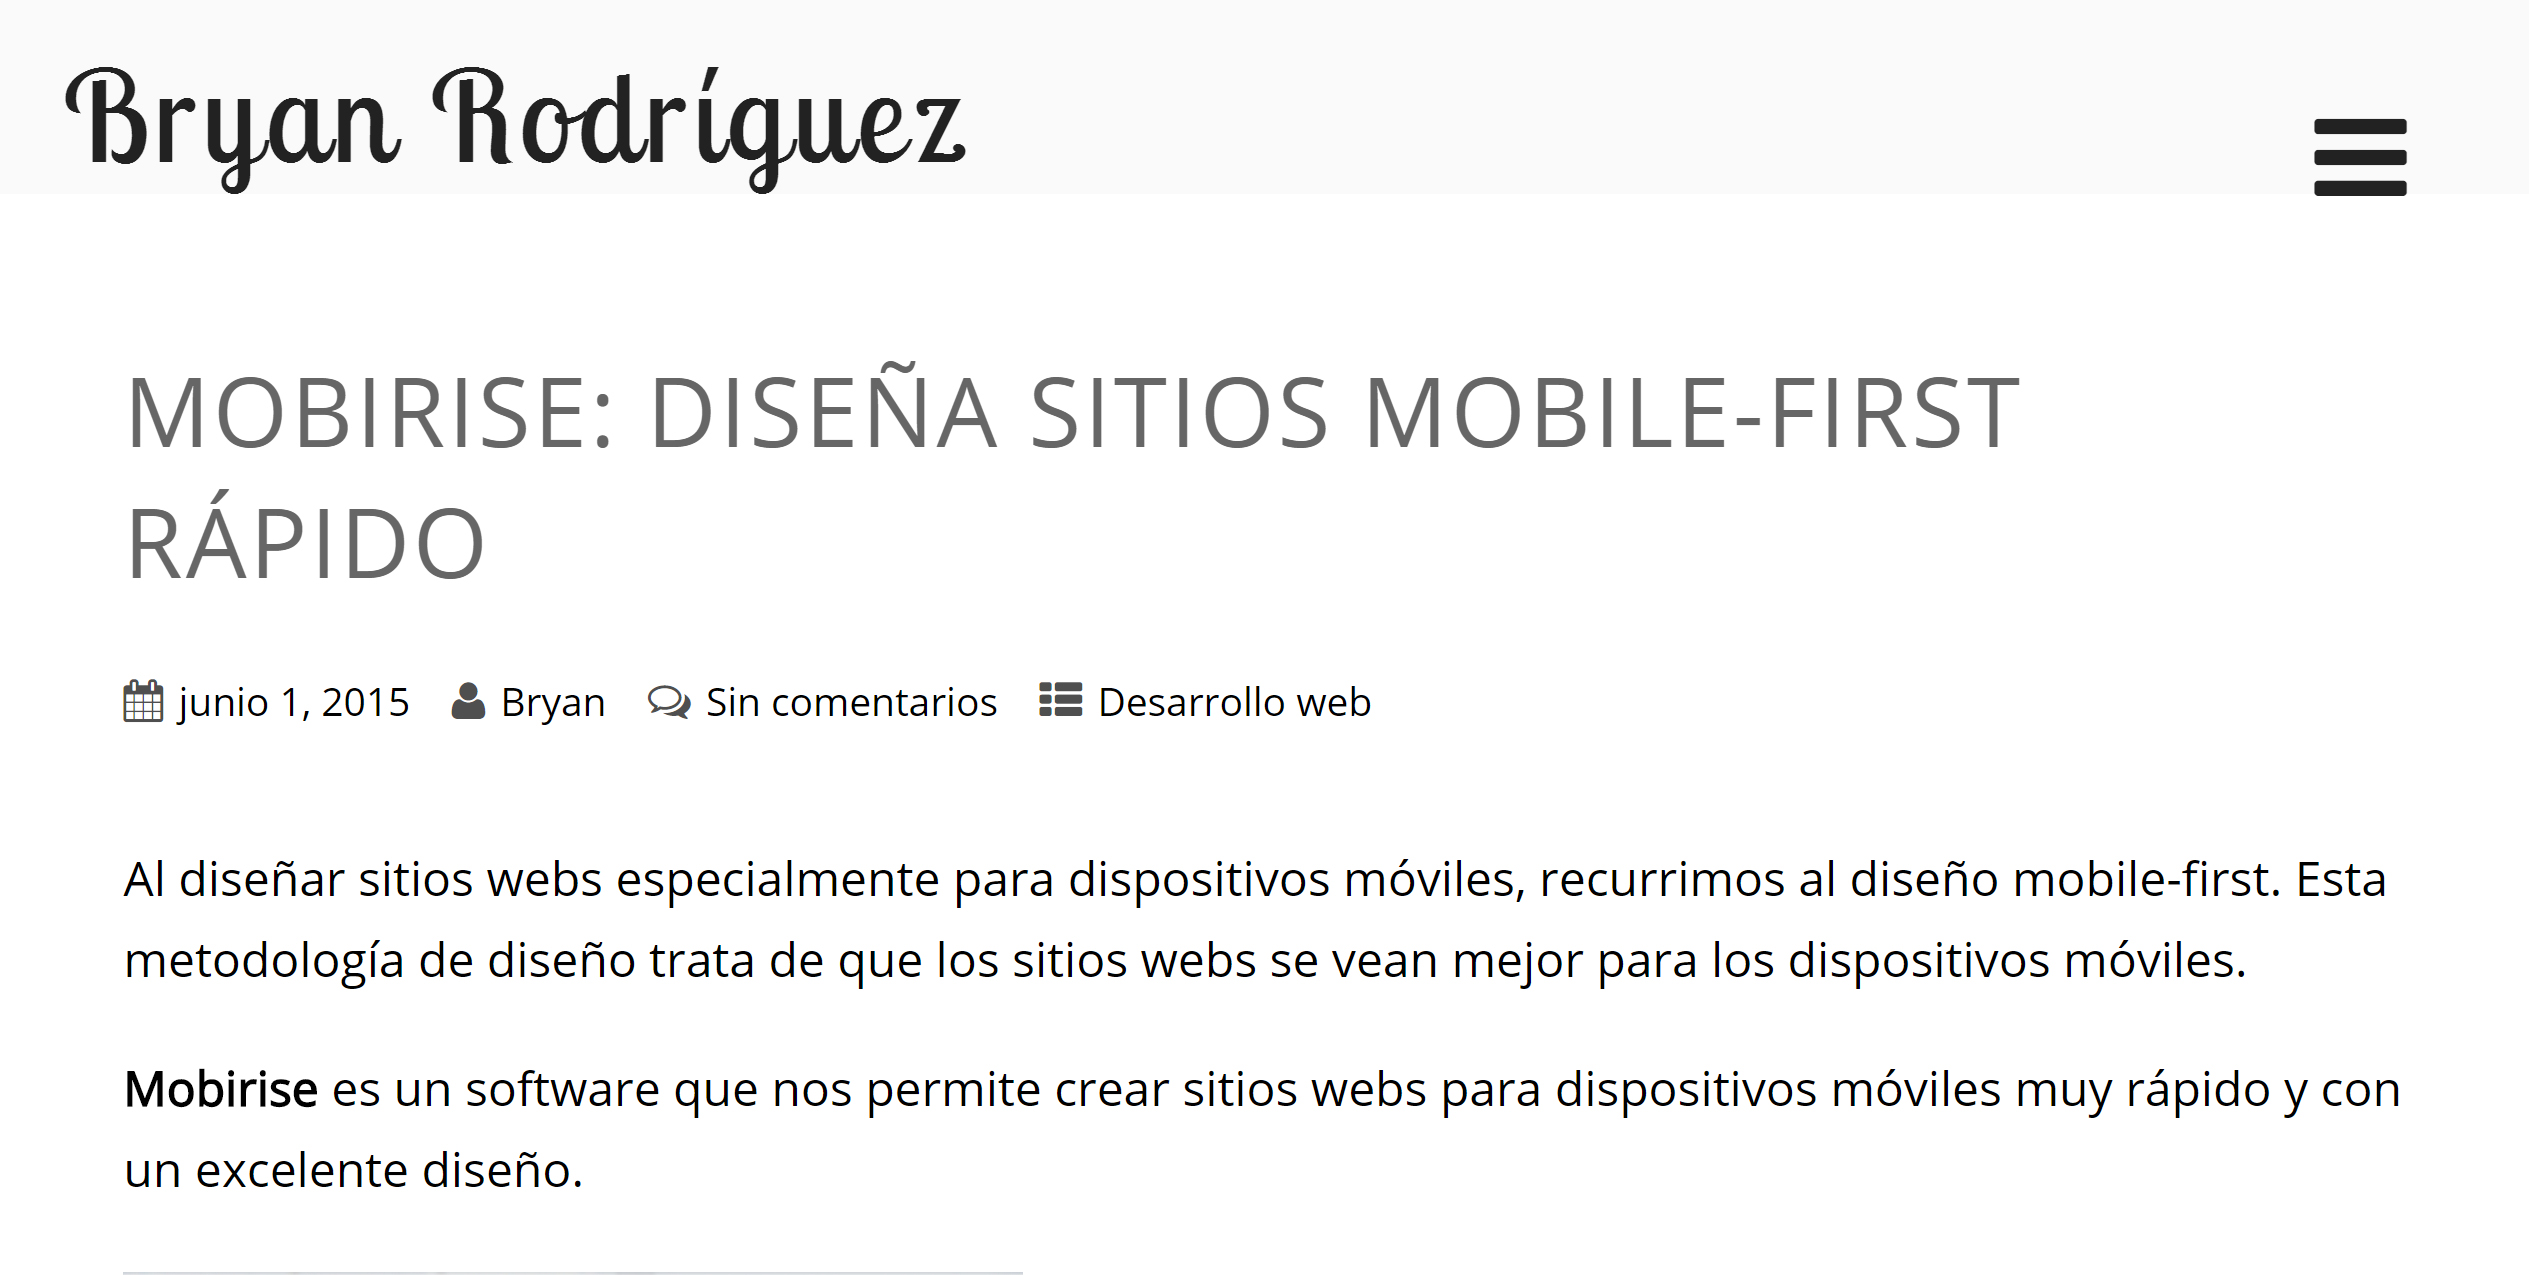 Bryan Rodríguez
MOBIRISE: DISEÑA SITIOS MOBILE-FIRST
RÁPIDO
junio 1, 2015 Bryan Sin comentarios Desarrollo web
Al diseñar sitios webs especialmente para dispositivos móviles, recurrimos al diseño mobile-first. Esta
metodología de diseño trata de que los sitios webs se vean mejor para los dispositivos móviles.
Mobirise es un software que nos permite crear sitios webs para dispositivos móviles muy rápido y con
un excelente diseño.